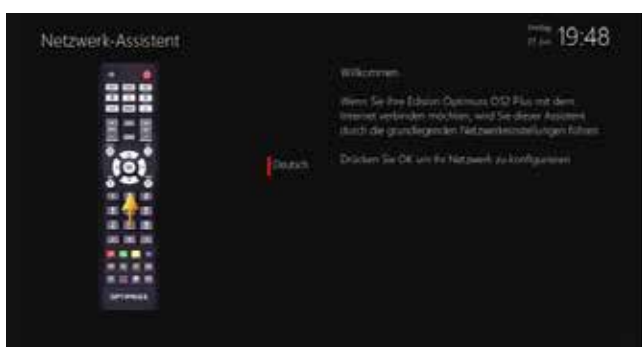 Netzwerk-Assistent
19:48
Willkommen
Wenn Sie Ihre Edision Optimuss OS2 Plus mit dem
Internet verbinden möchten, wird Sie dieser Assistent
durch die grundlegenden Netzwerkeinstellungen führen
Deutsch
Drücken Sie OK um Ihr Netzwerk zu konfigurieren
OPTIMUSS